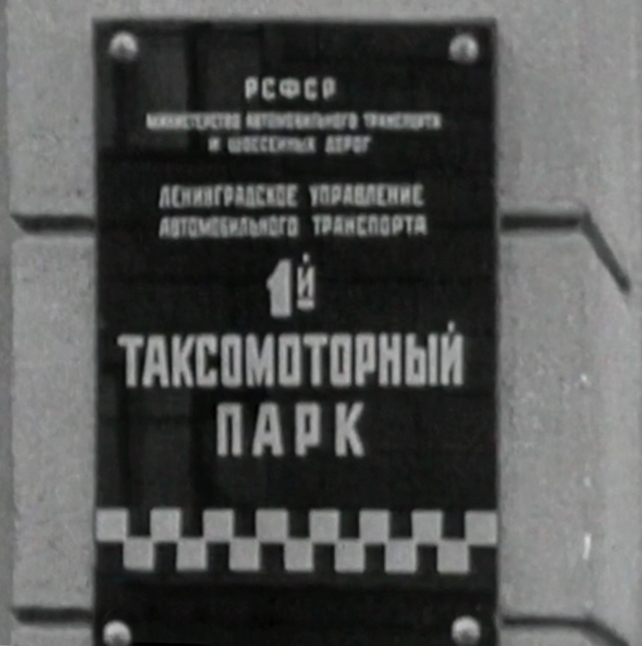 РСФСР
МИНИСТЕРСТВО АВТОМОБИЛЬНОГО ТРАНСПОРТА
И ШОССЕЙНЫХ ДОРОГ
ЛЕНИНГРАДСКОЕ УПРАВЛЕНИЕ
АВТОМОБИЛЬНОГО ТРАНСПОРТА
1й
ТАКСОМОТОРНЫЙ
ПАРК